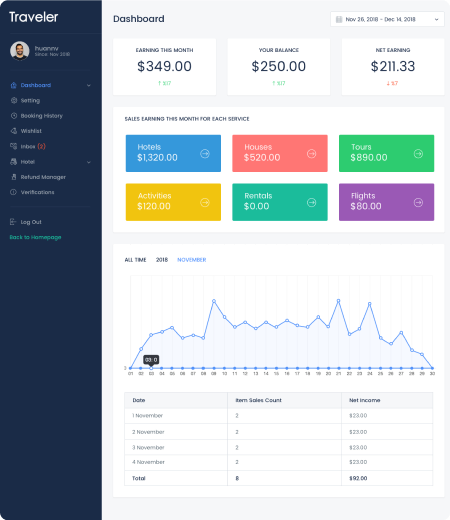 Traveler
huannv
Since: Nov 2018
Dashboard
Setting
Booking History
Wishlist
Inbox (2)
Hotel
Refund Manager
Verifications
Log Out
Back to Homepage
Dashboard
Nov 26, 2018 - Dec 14, 2018
EARNING THIS MONTH
$349.00
YOUR BALANCE
$250.00
NET EARNING
$211.33
SALES EARNING THIS MONTH FOR EACH SERVICE
Hotels
$1,320.00
Houses
$520.00
Tours
$890.00
Activities
$120.00
Rentals
$0.00
Flights
$80.00
ALL TIME 2018 NOVEMBER
03: 0
01 02 03 04 05 06 07 08 09 10 11 12 13 14 15 16 17 18 19 20 21 22 23 24 25 26 27 28 29 30
Date Item Sales Count Net Income
1 November 2 $23.00
2 November 2 $23.00
3 November 2 $23.00
4 November 2 $23.00
Total 8 $92.00